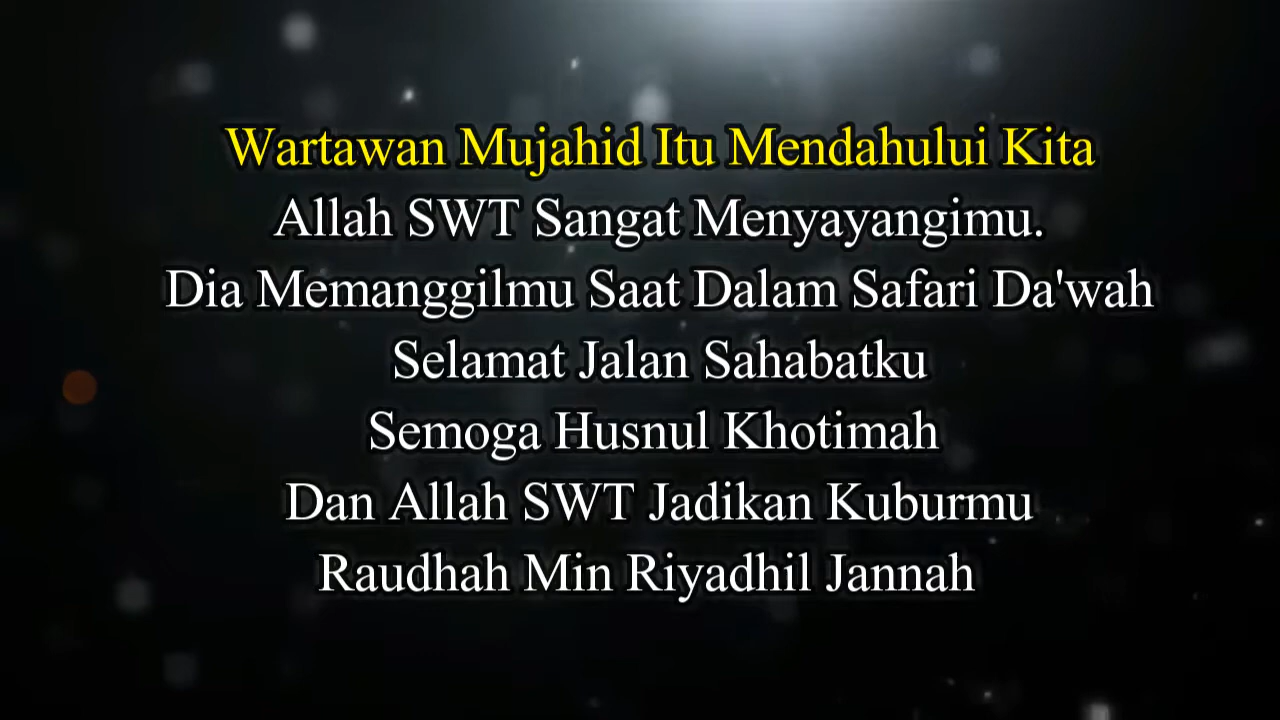 Wartawan Mujahid Itu Mendahului Kita
Allah SWT Sangat Menyayangimu.
Dia Memanggilmu Saat Dalam Safari Da'wah
Selamat Jalan Sahabatku
Semoga Husnul Khotimah
Dan Allah SWT Jadikan Kuburmu
Raudhah Min Riyadhil Jannah